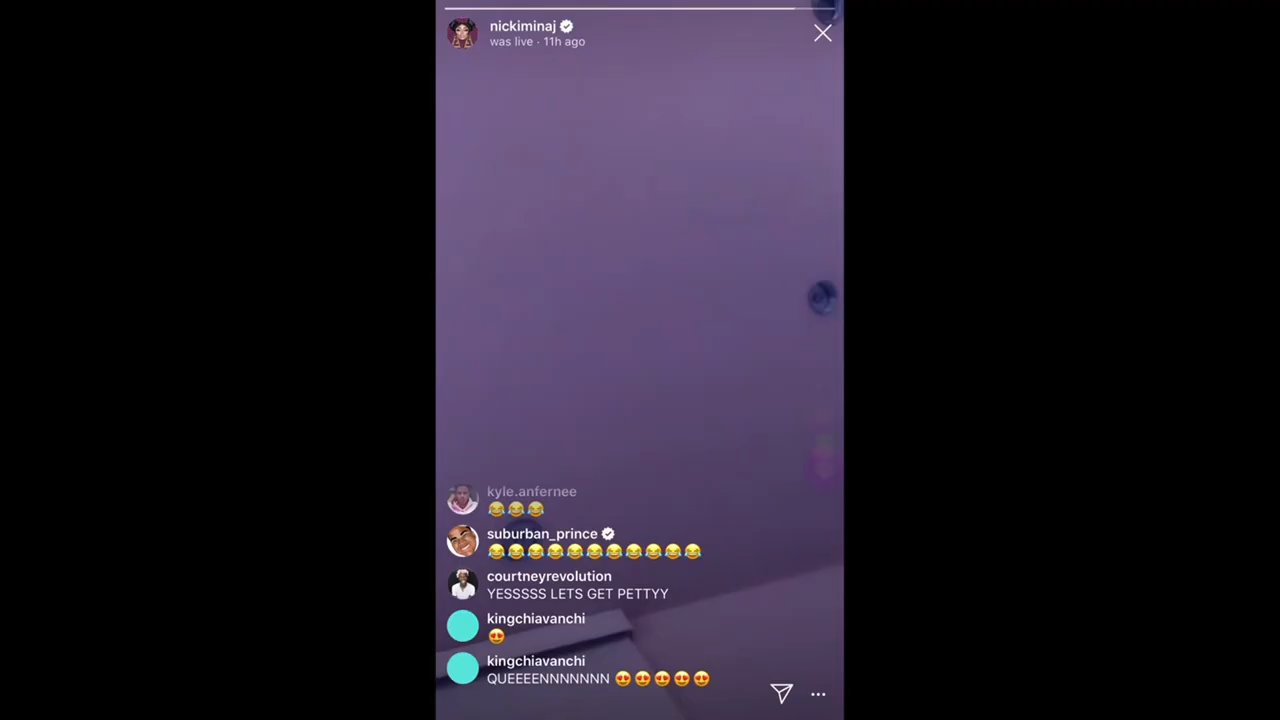 nickiminaj
was live · 11h ago
kyle.anfernee
😂😂😂
suburban_prince
😂😂😂😂😂😂😂😂😂😂😂
courtneyrevolution
YESSSSS LETS GET PETTYY
kingchiavanchi
😍
kingchiavanchi
QUEEEENNNNNNN 😍😍😍😍😍